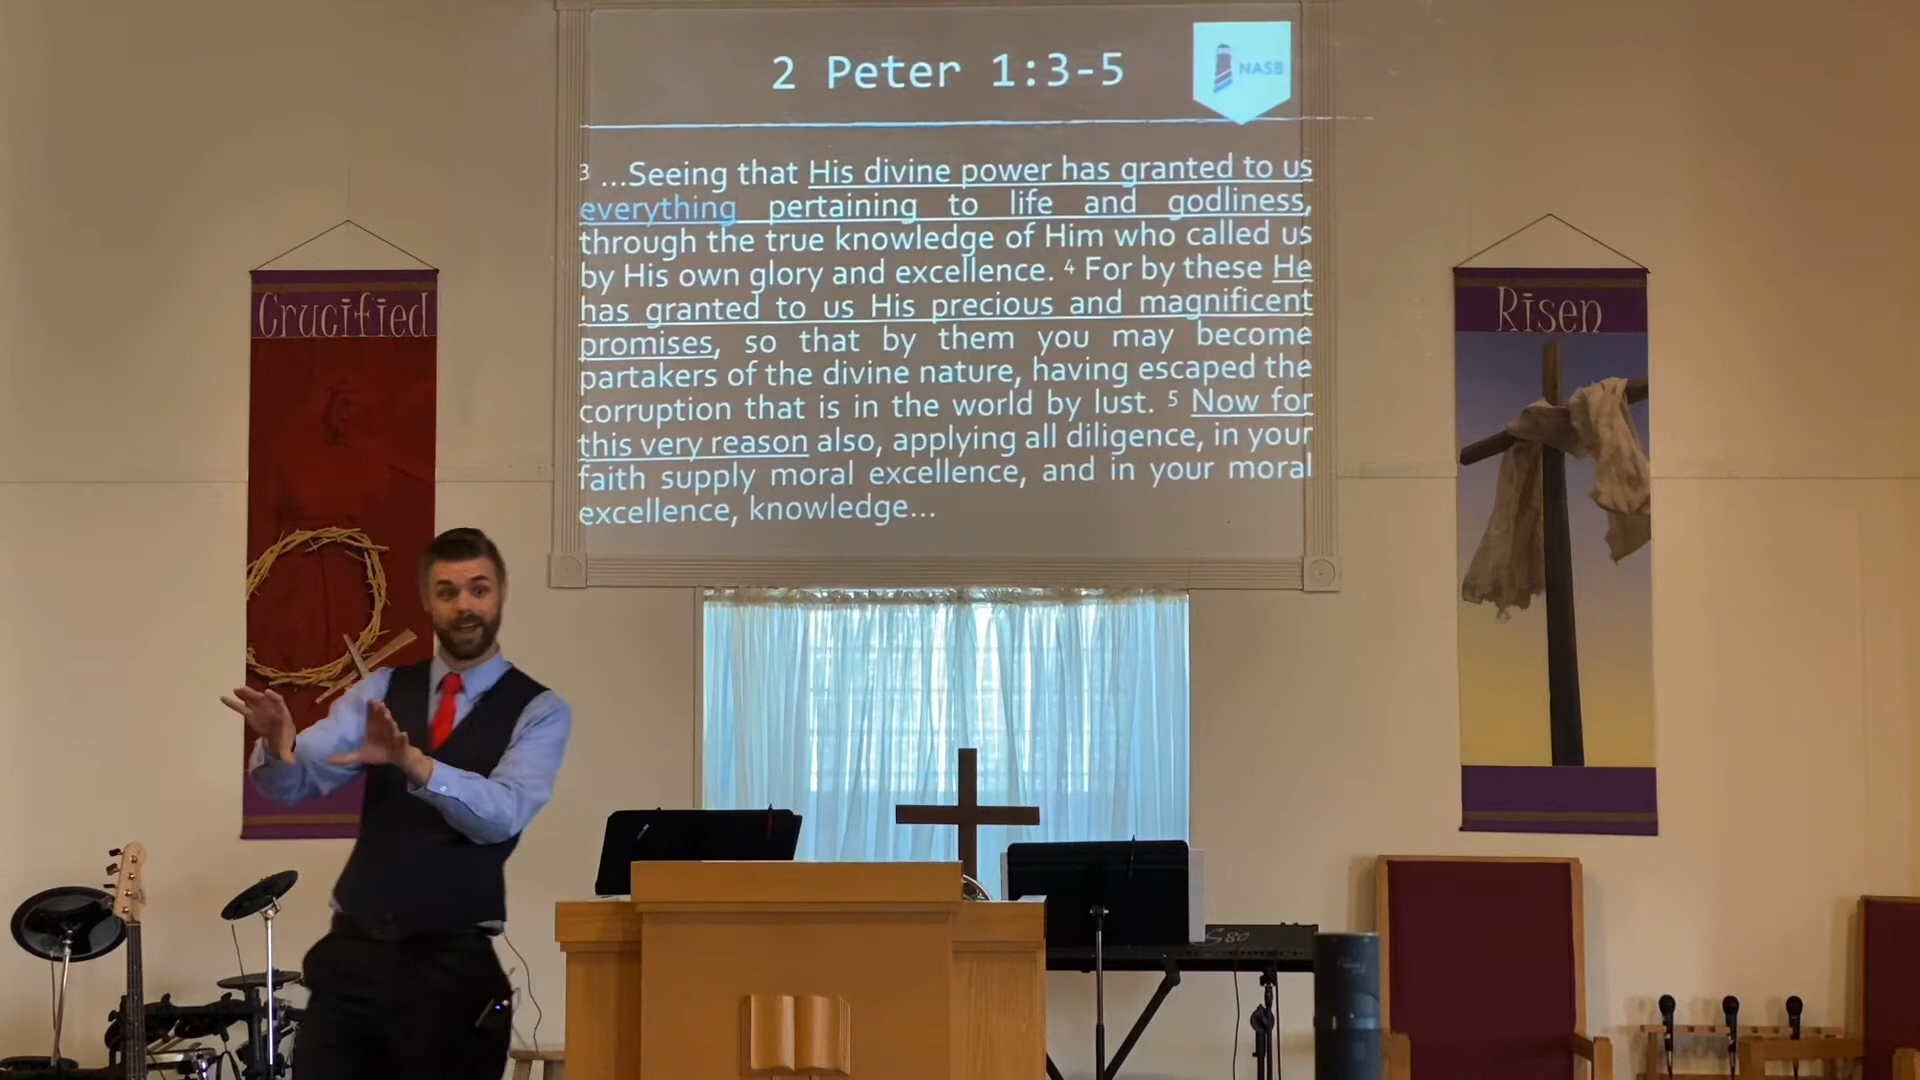 2 Peter 1:3-5
NASB
3 ...Seeing that His divine power has granted to us
everything pertaining to life and godliness,
through the true knowledge of Him who called us
by His own glory and excellence. 4 For by these He
has granted to us His precious and magnificent
promises, so that by them you may become
partakers of the divine nature, having escaped the
corruption that is in the world by lust. 5 Now for
this very reason also, applying all diligence, in your
faith supply moral excellence, and in your moral
excellence, knowledge...
Crucified
Risen
S80